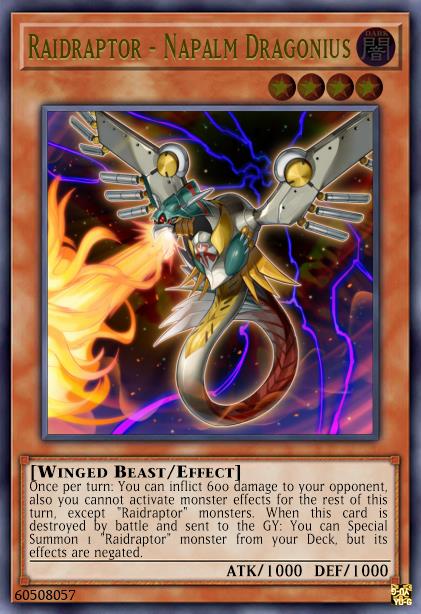 Raidraptor - Napalm Dragonius
DARK
闇
[Winged Beast/Effect]
Once per turn: You can inflict 600 damage to your opponent,
also you cannot activate monster effects for the rest of this
turn, except "Raidraptor" monsters. When this card is
destroyed by battle and sent to the GY: You can Special
Summon 1 "Raidraptor" monster from your Deck, but its
effects are negated.
ATK/1000 DEF/1000
60508057